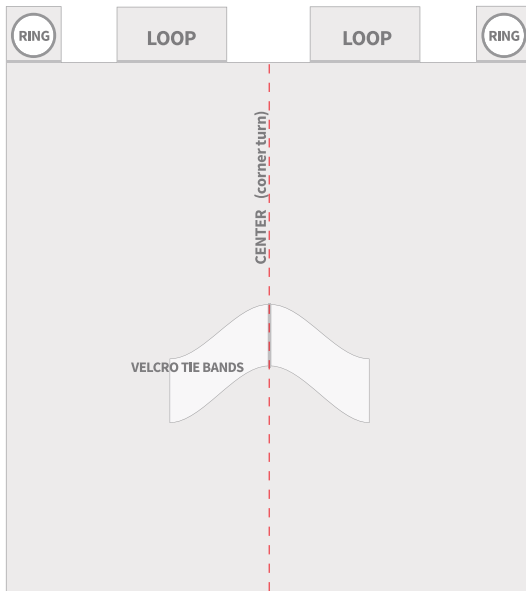 RING
LOOP
LOOP
RING
CENTER (corner turn)
VELCRO TIE BANDS